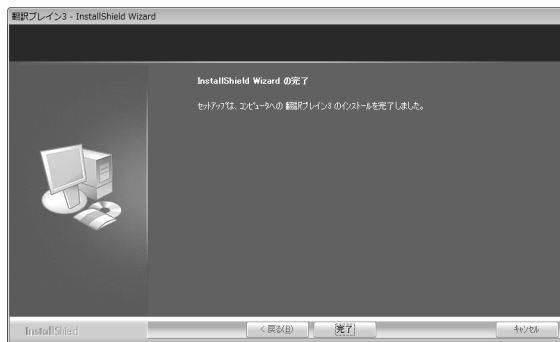 翻訳ブレイン3 - InstallShield Wizard
InstallShield Wizard の完了
ｾｯﾄｱｯﾌﾟは、ｺﾝﾋﾟｭｰﾀへの 翻訳ブレイン3 のｲﾝｽﾄｰﾙを完了しました。
InstallShield
< 戻る(B)
完了
ｷｬﾝｾﾙ